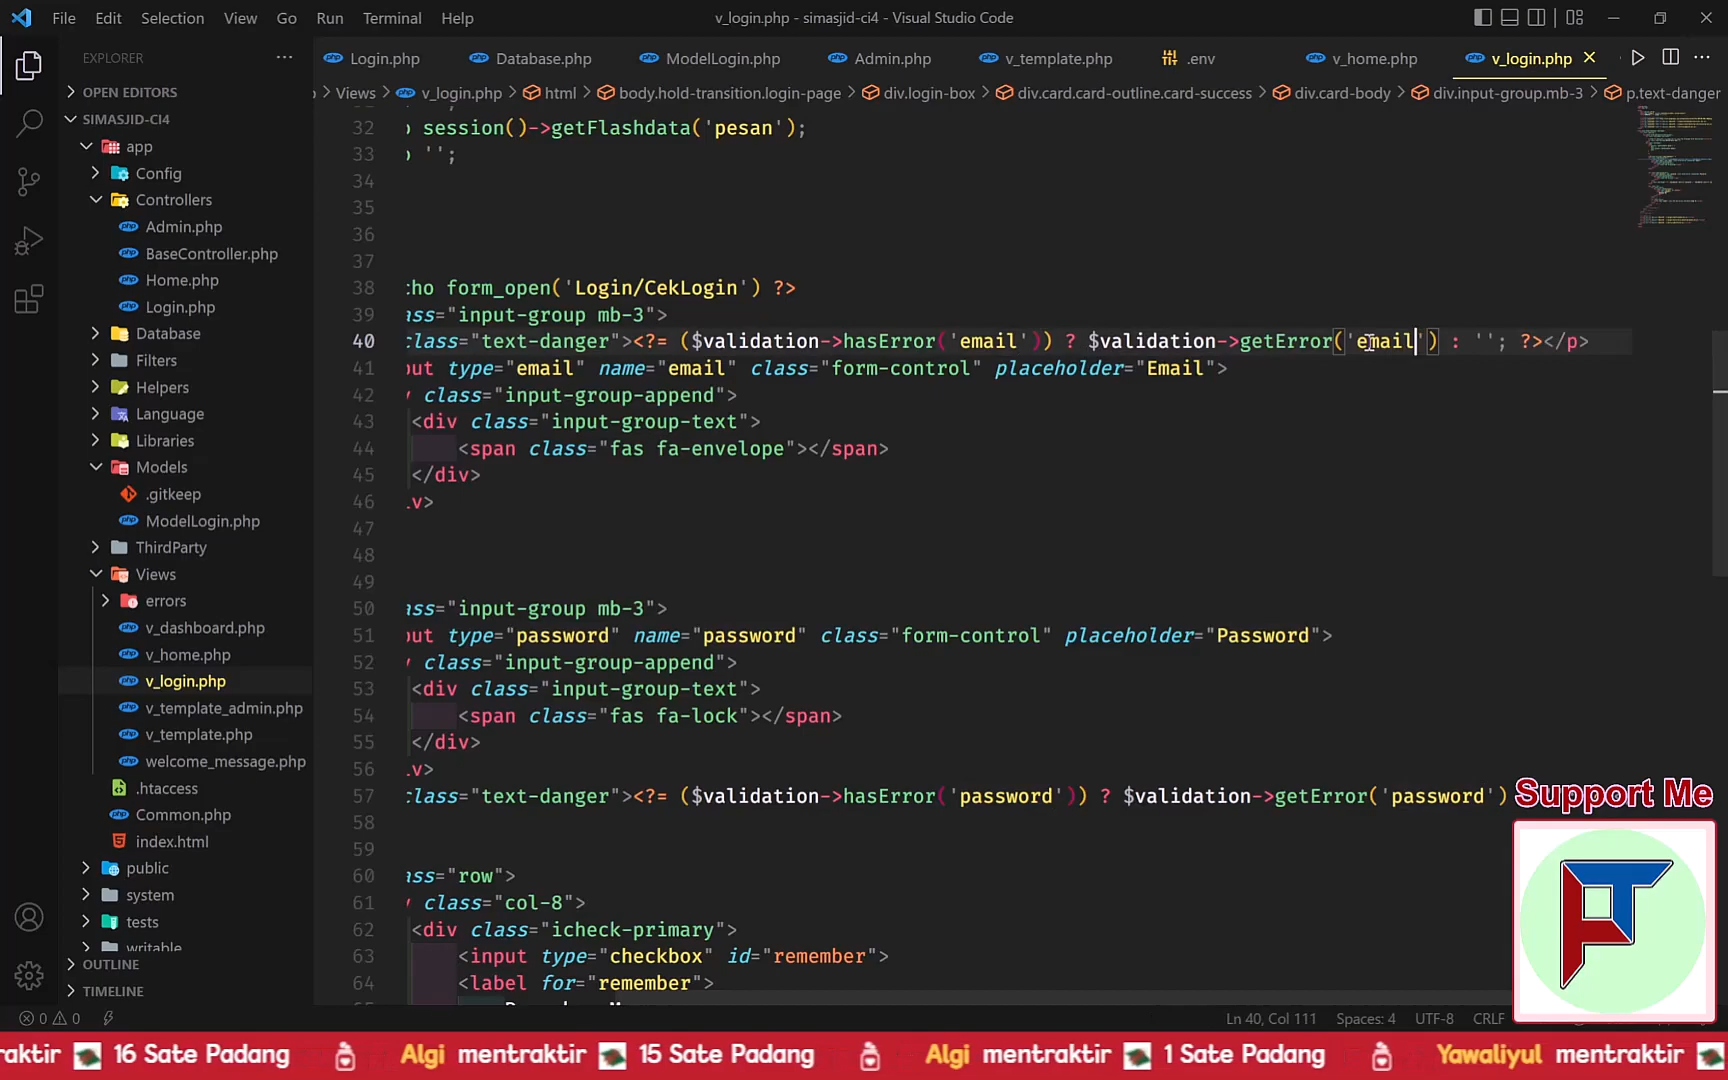 File Edit Selection View Go Run Terminal Help
v_login.php - simasjid-ci4 - Visual Studio Code
EXPLORER
Login.php Database.php ModelLogin.php Admin.php v_template.php .env v_home.php v_login.php
Views > v_login.php > html > body.hold-transition.login-page > div.login-box > div.card.card-outline.card-success > div.card-body > div.input-group.mb-3 > p.text-danger
OPEN EDITORS
SIMASJID-CI4
app
Config
Controllers
Admin.php
BaseController.php
Home.php
Login.php
Database
Filters
Helpers
Language
Libraries
Models
.gitkeep
ModelLogin.php
ThirdParty
Views
errors
v_dashboard.php
v_home.php
v_login.php
v_template_admin.php
v_template.php
welcome_message.php
.htaccess
Common.php
index.html
public
system
tests
writable
OUTLINE
TIMELINE
32 o session()->getFlashdata('pesan');
33 o '';
34
35
36
37
38 cho form_open('Login/CekLogin') ?>
39 ass="input-group mb-3">
40 class="text-danger"><?= ($validation->hasError('email')) ? $validation->getError('email') : ''; ?></p>
41 out type="email" name="email" class="form-control" placeholder="Email">
42 class="input-group-append">
43 <div class="input-group-text">
44 <span class="fas fa-envelope"></span>
45 </div>
46 iv>
47
48
49
50 ass="input-group mb-3">
51 out type="password" name="password" class="form-control" placeholder="Password">
52 class="input-group-append">
53 <div class="input-group-text">
54 <span class="fas fa-lock"></span>
55 </div>
56 iv>
57 class="text-danger"><?= ($validation->hasError('password')) ? $validation->getError('password')
58
59
60 ass="row">
61 class="col-8">
62 <div class="icheck-primary">
63 <input type="checkbox" id="remember">
64 <label for="remember">
Support Me
0 0
Ln 40, Col 111 Spaces: 4 UTF-8 CRLF
raktir 16 Sate Padang Algi mentraktir 15 Sate Padang Algi mentraktir 1 Sate Padang Yawaliyul mentraktir